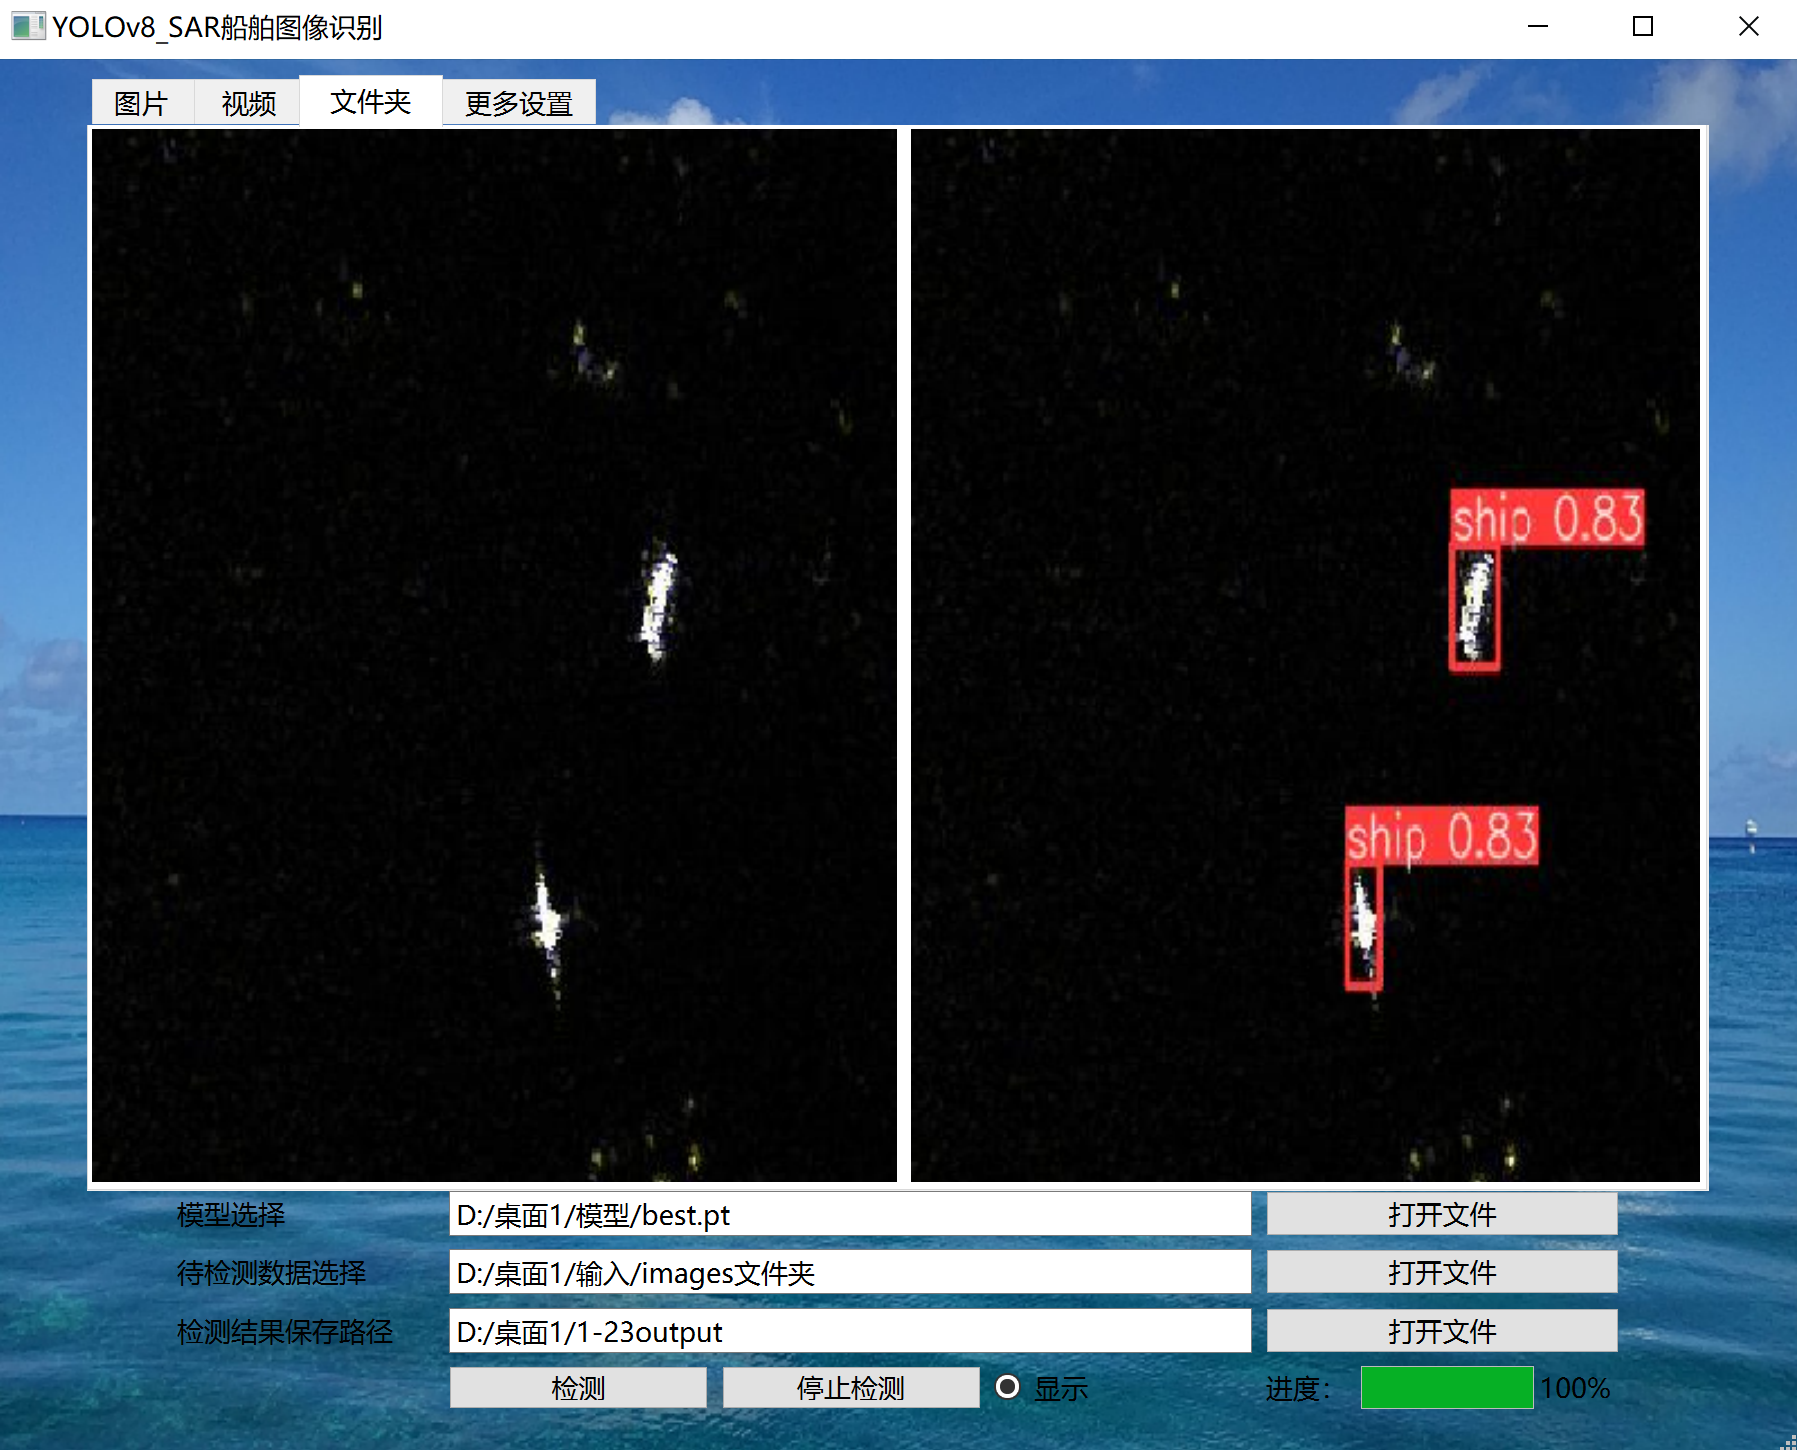 YOLOv8_SAR船舶图像识别
图片 视频 文件夹 更多设置
ship 0.83
ship 0.83
模型选择 D:/桌面1/模型/best.pt 打开文件
待检测数据选择 D:/桌面1/输入/images文件夹 打开文件
检测结果保存路径 D:/桌面1/1-23output 打开文件
检测 停止检测 显示 进度： 100%